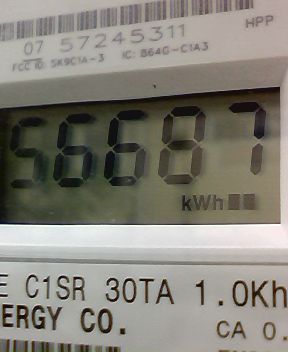 HPP
07 57245311
FCC ID: SK9C1A-3 IC: 864G-C1A3
56687
kWh
E C1SR 30TA 1.0Kh
ERGY CO. CA 0.